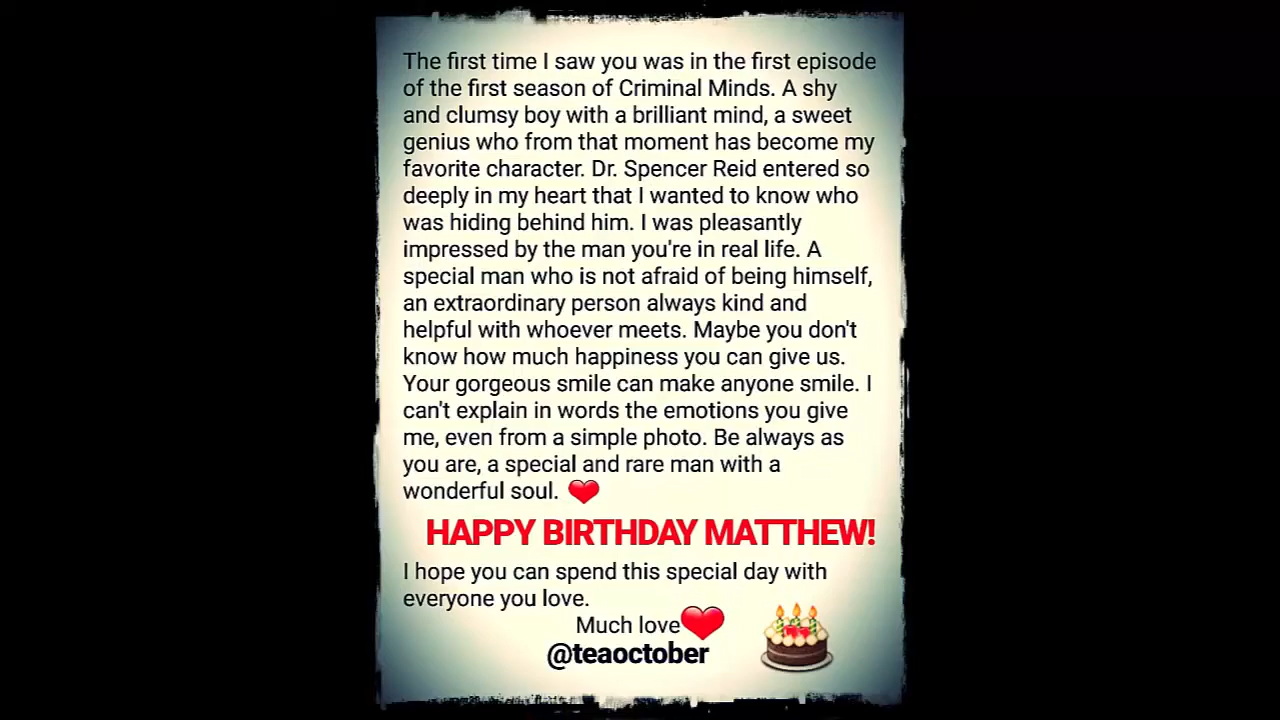 The first time I saw you was in the first episode
of the first season of Criminal Minds. A shy
and clumsy boy with a brilliant mind, a sweet
genius who from that moment has become my
favorite character. Dr. Spencer Reid entered so
deeply in my heart that I wanted to know who
was hiding behind him. I was pleasantly
impressed by the man you're in real life. A
special man who is not afraid of being himself,
an extraordinary person always kind and
helpful with whoever meets. Maybe you don't
know how much happiness you can give us.
Your gorgeous smile can make anyone smile. I
can't explain in words the emotions you give
me, even from a simple photo. Be always as
you are, a special and rare man with a
wonderful soul. ❤
HAPPY BIRTHDAY MATTHEW!
I hope you can spend this special day with
everyone you love.
Much love❤
@teaoctober